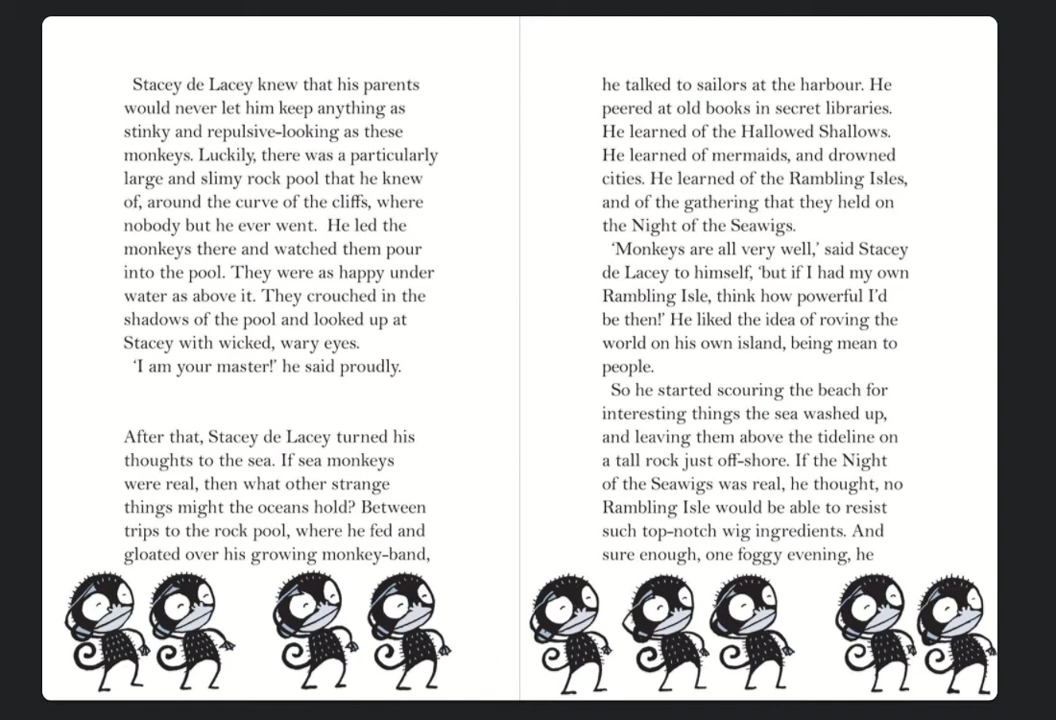 Stacey de Lacey knew that his parents
would never let him keep anything as
stinky and repulsive-looking as these
monkeys. Luckily, there was a particularly
large and slimy rock pool that he knew
of, around the curve of the cliffs, where
nobody but he ever went.  He led the
monkeys there and watched them pour
into the pool. They were as happy under
water as above it. They crouched in the
shadows of the pool and looked up at
Stacey with wicked, wary eyes.
‘I am your master!’ he said proudly.
After that, Stacey de Lacey turned his
thoughts to the sea. If sea monkeys
were real, then what other strange
things might the oceans hold? Between
trips to the rock pool, where he fed and
gloated over his growing monkey-band,
he talked to sailors at the harbour. He
peered at old books in secret libraries.
He learned of the Hallowed Shallows.
He learned of mermaids, and drowned
cities. He learned of the Rambling Isles,
and of the gathering that they held on
the Night of the Seawigs.
‘Monkeys are all very well,’ said Stacey
de Lacey to himself, ‘but if I had my own
Rambling Isle, think how powerful I’d
be then!’ He liked the idea of roving the
world on his own island, being mean to
people.
So he started scouring the beach for
interesting things the sea washed up,
and leaving them above the tideline on
a tall rock just off-shore. If the Night
of the Seawigs was real, he thought, no
Rambling Isle would be able to resist
such top-notch wig ingredients. And
sure enough, one foggy evening, he